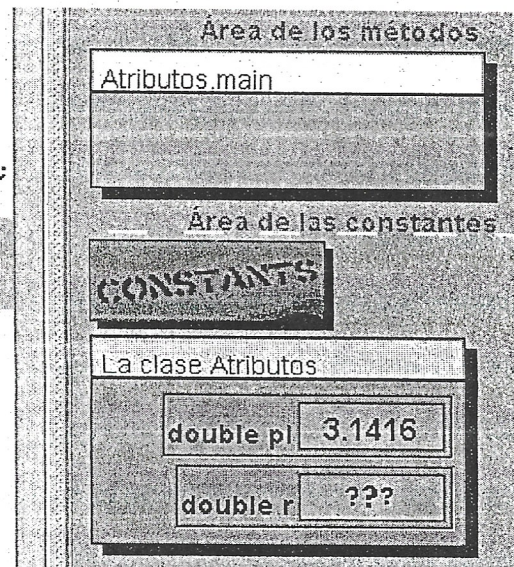 Área de los métodos
Atributos.main
Área de las constantes
CONSTANTS
La clase Atributos
double pI 3.1416
double r ???